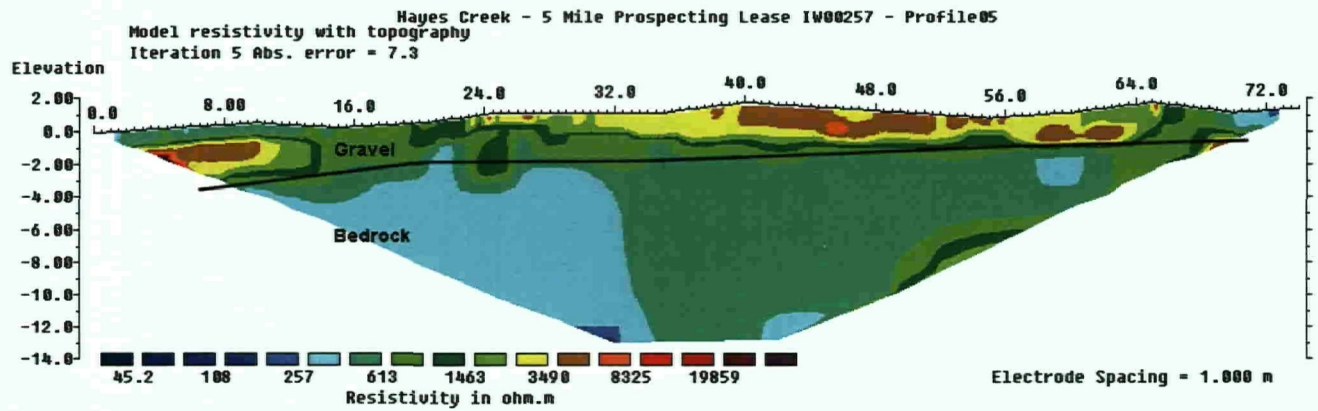 Hayes Creek - 5 Mile Prospecting Lease IW00257 - Profile05
Model resistivity with topography
Iteration 5 Abs. error = 7.3
Elevation
0.0 8.00 16.0 24.0 32.0 40.0 48.0 56.0 64.0 72.0
2.00
0.0
-2.00
-4.00
-6.00
-8.00
-10.0
-12.0
-14.0
Gravel
Bedrock
45.2 108 257 613 1463 3490 8325 19859
Resistivity in ohm.m
Electrode Spacing = 1.000 m